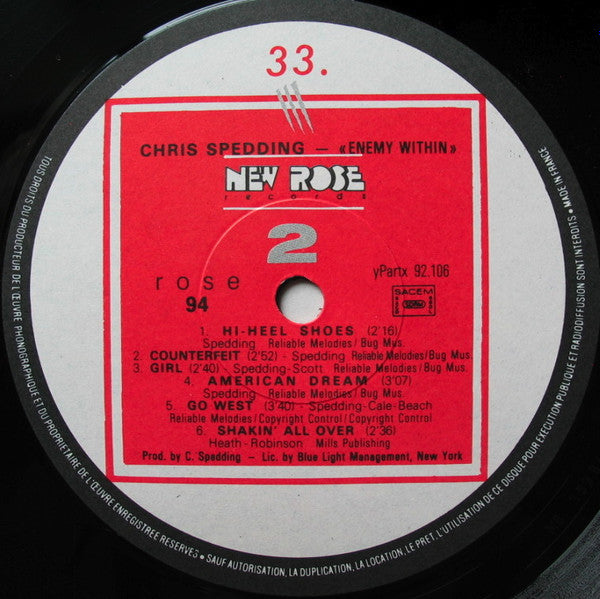 33.
CHRIS SPEDDING — «ENEMY WITHIN»
NEW ROSE
records
2
rose
94
yPartx 92.106
SACEM
1. HI-HEEL SHOES (2'16)
Spedding Reliable Melodies/Bug Mus.
2. COUNTERFEIT (2'52) - Spedding Reliable Melodies/Bug Mus.
3. GIRL (2'40) - Spedding-Scott Reliable Melodies/Bug Mus.
4. AMERICAN DREAM (3'07)
Spedding Reliable Melodies/Bug Mus.
5. GO WEST (3'40) - Spedding-Cale-Beach
Reliable Melodies/Copyright Control/Copyright Control
6. SHAKIN' ALL OVER (2'36)
Heath-Robinson Mills Publishing
Prod. by C. Spedding – Lic. by Blue Light Management, New York
TOUS DROITS DU PRODUCTEUR DE L'ŒUVRE PHONOGRAPHIQUE ET DU PROPRIETAIRE DE L'ŒUVRE ENREGISTREE RESERVES • SAUF AUTORISATION, LA DUPLICATION, LA LOCATION, LE PRET, L'UTILISATION DE CE DISQUE POUR EXECUTION PUBLIQUE ET RADIODIFFUSION SONT INTERDITS • MADE IN FRANCE